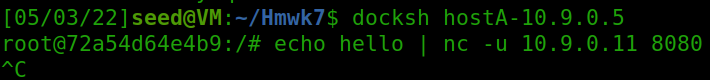 [05/03/22]seed@VM:~/Hmwk7$ docksh hostA-10.9.0.5
root@72a54d64e4b9:/# echo hello | nc -u 10.9.0.11 8080
^C